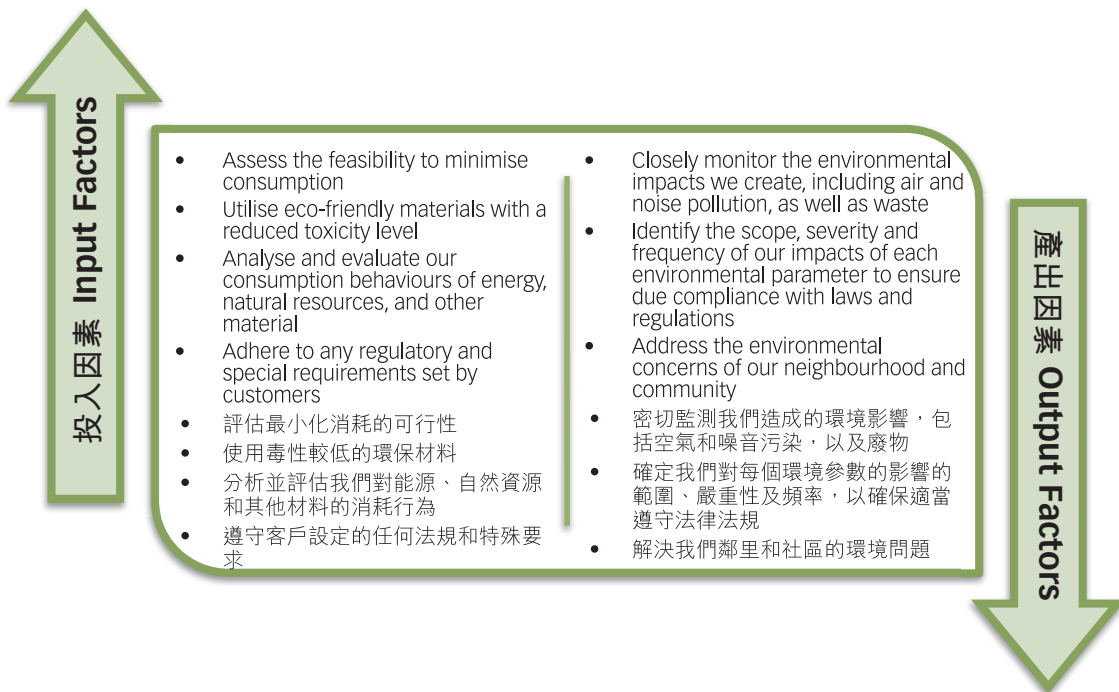 投入因素 Input Factors
• Assess the feasibility to minimise
consumption
• Utilise eco-friendly materials with a
reduced toxicity level
• Analyse and evaluate our
consumption behaviours of energy,
natural resources, and other
material
• Adhere to any regulatory and
special requirements set by
customers
• 評估最小化消耗的可行性
• 使用毒性較低的環保材料
• 分析並評估我們對能源、自然資源
和其他材料的消耗行為
• 遵守客戶設定的任何法規和特殊要
求
• Closely monitor the environmental
impacts we create, including air and
noise pollution, as well as waste
• Identify the scope, severity and
frequency of our impacts of each
environmental parameter to ensure
due compliance with laws and
regulations
• Address the environmental
concerns of our neighbourhood and
community
• 密切監測我們造成的環境影響，包
括空氣和噪音污染，以及廢物
• 確定我們對每個環境參數的影響的
範圍、嚴重性及頻率，以確保適當
遵守法律法規
• 解決我們鄰里和社區的環境問題
產出因素 Output Factors